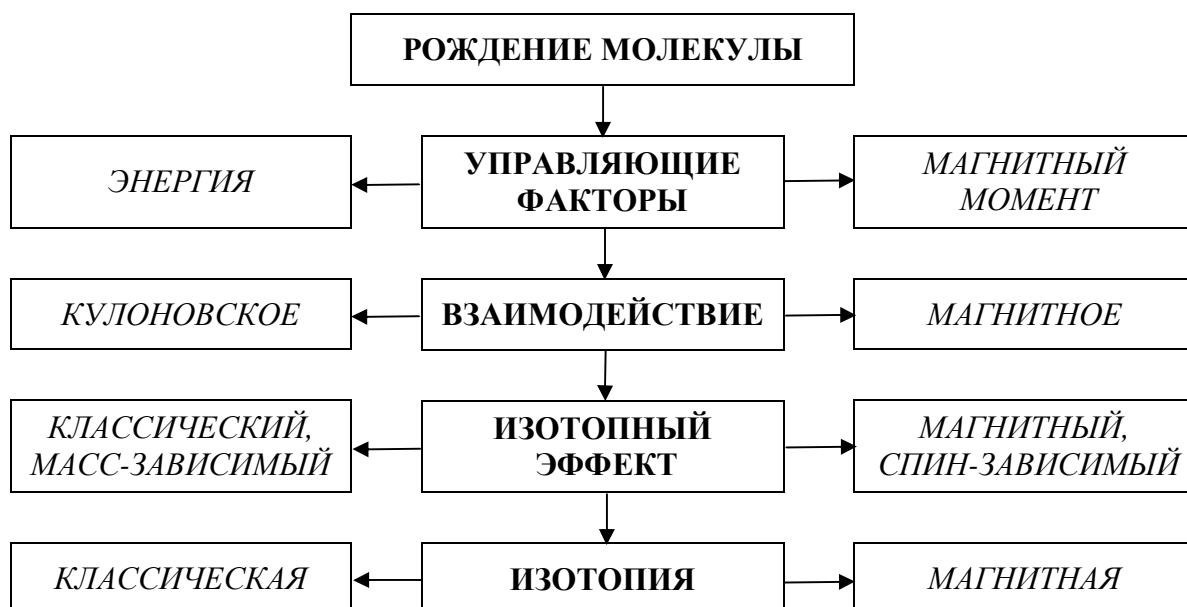 РОЖДЕНИЕ МОЛЕКУЛЫ
ЭНЕРГИЯ
УПРАВЛЯЮЩИЕ
ФАКТОРЫ
МАГНИТНЫЙ
МОМЕНТ
КУЛОНОВСКОЕ
ВЗАИМОДЕЙСТВИЕ
МАГНИТНОЕ
КЛАССИЧЕСКИЙ,
МАСС-ЗАВИСИМЫЙ
ИЗОТОПНЫЙ
ЭФФЕКТ
МАГНИТНЫЙ,
СПИН-ЗАВИСИМЫЙ
КЛАССИЧЕСКАЯ
ИЗОТОПИЯ
МАГНИТНАЯ